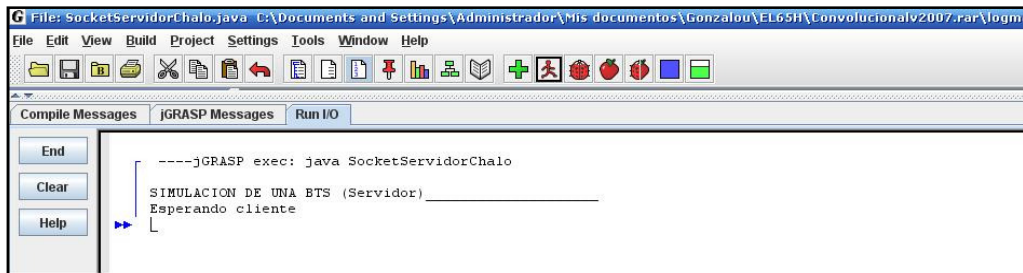 File: SocketServidorChalo.java C:\Documents and Settings\Administrador\Mis documentos\Gonzalou\EL65H\Convolucionalv2007.rar\logm
File Edit View Build Project Settings Tools Window Help
Compile Messages jGRASP Messages Run I/O
End
Clear
Help
----jGRASP exec: java SocketServidorChalo
SIMULACION DE UNA BTS (Servidor)____________________
Esperando cliente